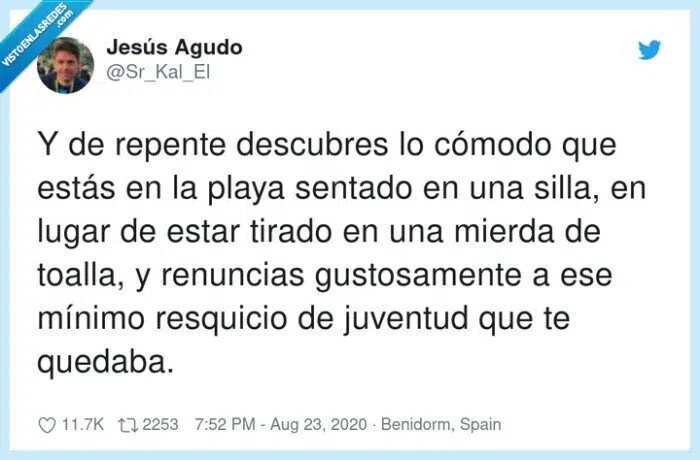 VISTOENLASREDES
.com
Jesús Agudo
@Sr_Kal_El
Y de repente descubres lo cómodo que
estás en la playa sentado en una silla, en
lugar de estar tirado en una mierda de
toalla, y renuncias gustosamente a ese
mínimo resquicio de juventud que te
quedaba.
11.7K 2253 7:52 PM - Aug 23, 2020 · Benidorm, Spain